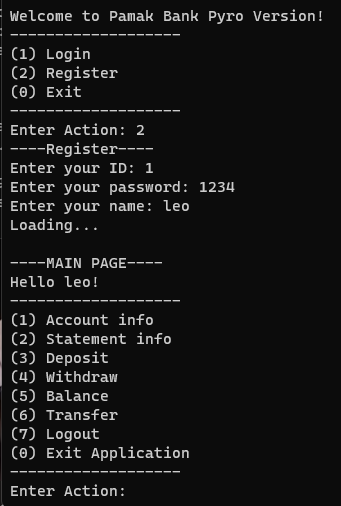 Welcome to Pamak Bank Pyro Version!
-------------------
(1) Login
(2) Register
(0) Exit
-------------------
Enter Action: 2
----Register----
Enter your ID: 1
Enter your password: 1234
Enter your name: leo
Loading...
----MAIN PAGE----
Hello leo!
-------------------
(1) Account info
(2) Statement info
(3) Deposit
(4) Withdraw
(5) Balance
(6) Transfer
(7) Logout
(0) Exit Application
-------------------
Enter Action: